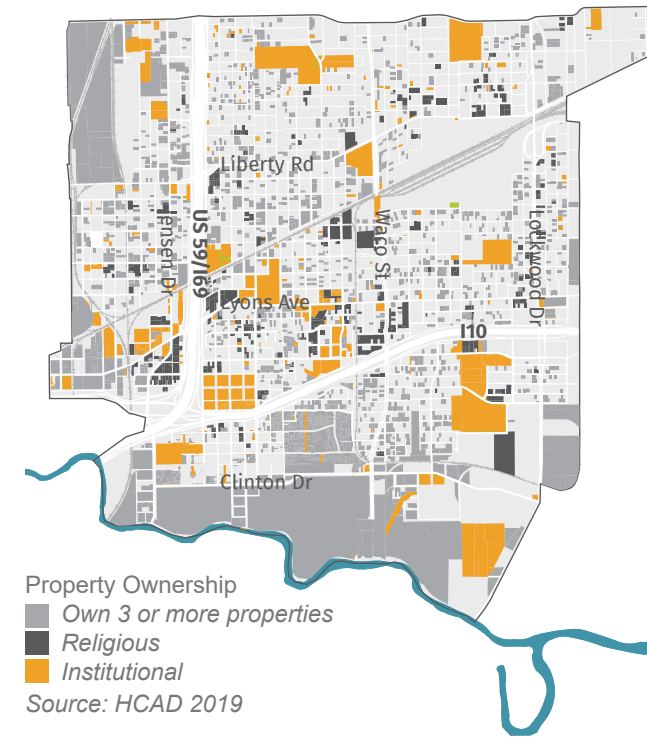 Liberty Rd
Jensen Dr
US 59/I69
Waco St
Lockwood Dr
Lyons Ave
I10
Clinton Dr
Property Ownership
Own 3 or more properties
Religious
Institutional
Source: HCAD 2019